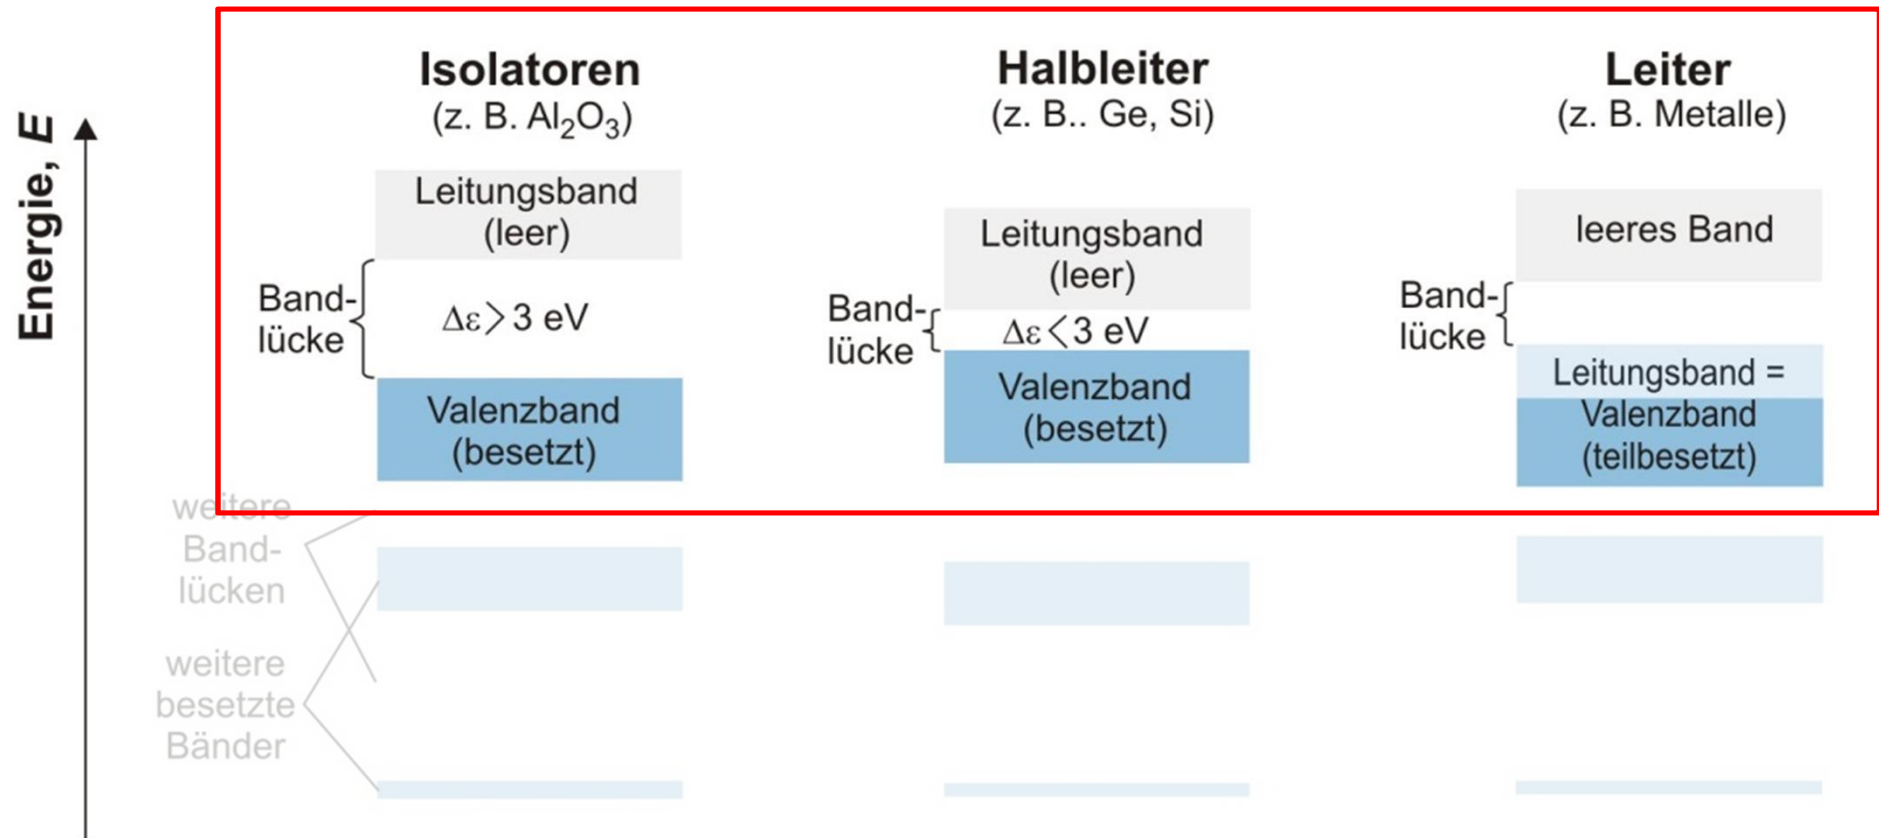 Energie, E
Isolatoren
(z. B. Al₂O₃)
Leitungsband
(leer)
Band-
lücke
Δε > 3 eV
Valenzband
(besetzt)
Halbleiter
(z. B.. Ge, Si)
Leitungsband
(leer)
Band-
lücke
Δε < 3 eV
Valenzband
(besetzt)
Leiter
(z. B. Metalle)
leeres Band
Band-
lücke
Leitungsband =
Valenzband
(teilbesetzt)
weitere
Band-
lücken
weitere
besetzte
Bänder